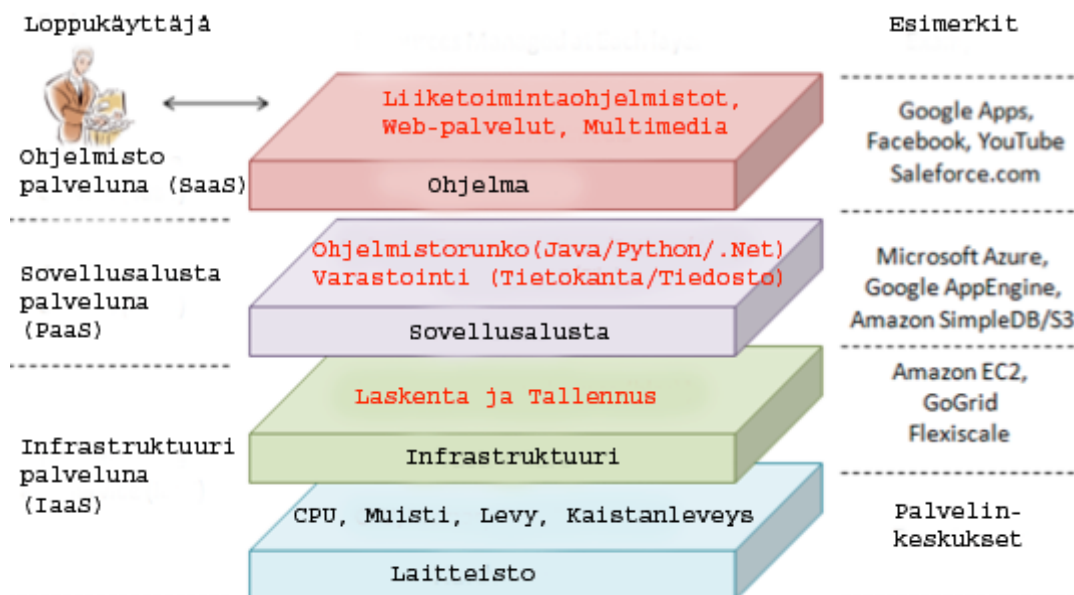 Loppukäyttäjä
Esimerkit
Liiketoimintaohjelmistot,
Web-palvelut, Multimedia
Ohjelma
Ohjelmisto
palveluna (SaaS)
Google Apps,
Facebook, YouTube
Saleforce.com
Ohjelmistorunko(Java/Python/.Net)
Varastointi (Tietokanta/Tiedosto)
Sovellusalusta
Sovellusalusta
palveluna
(PaaS)
Microsoft Azure,
Google AppEngine,
Amazon SimpleDB/S3
Laskenta ja Tallennus
Infrastruktuuri
Infrastruktuuri
palveluna
(IaaS)
Amazon EC2,
GoGrid
Flexiscale
CPU, Muisti, Levy, Kaistanleveys
Laitteisto
Palvelin-
keskukset